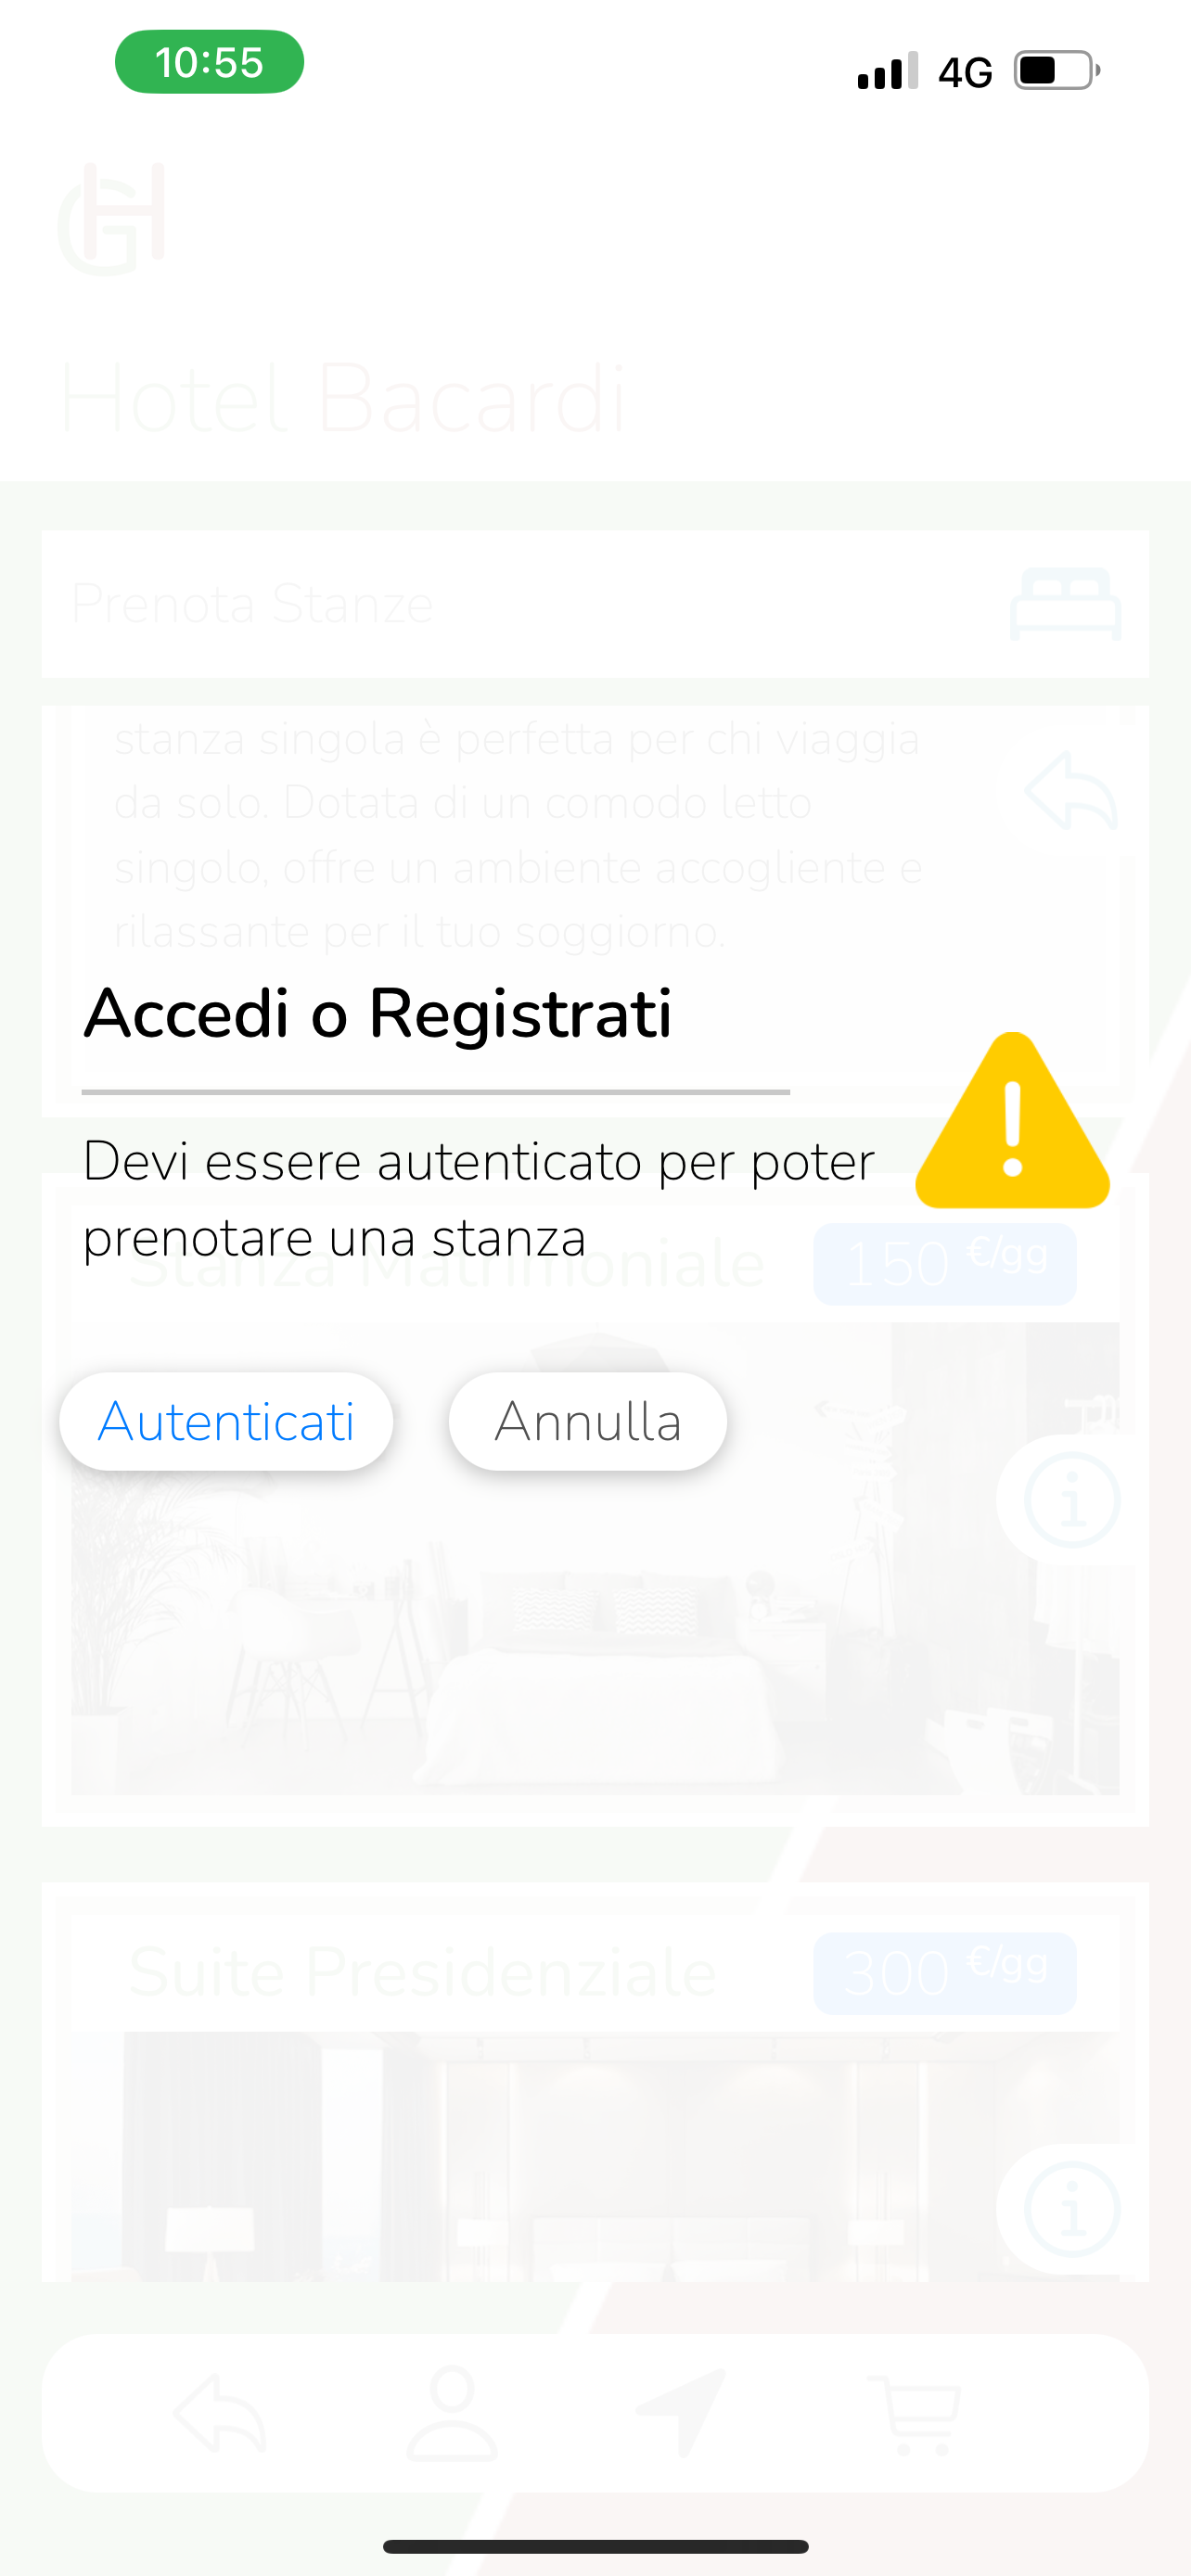 10:55
4G
GH
Hotel Bacardi
Prenota Stanze
stanza singola è perfetta per chi viaggia
da solo. Dotata di un comodo letto
singolo, offre un ambiente accogliente e
rilassante per il tuo soggiorno.
Accedi o Registrati
Devi essere autenticato per poter
prenotare una stanza
Stanza Matrimoniale
150 €/gg
Autenticati
Annulla
Suite Presidenziale
300 €/gg